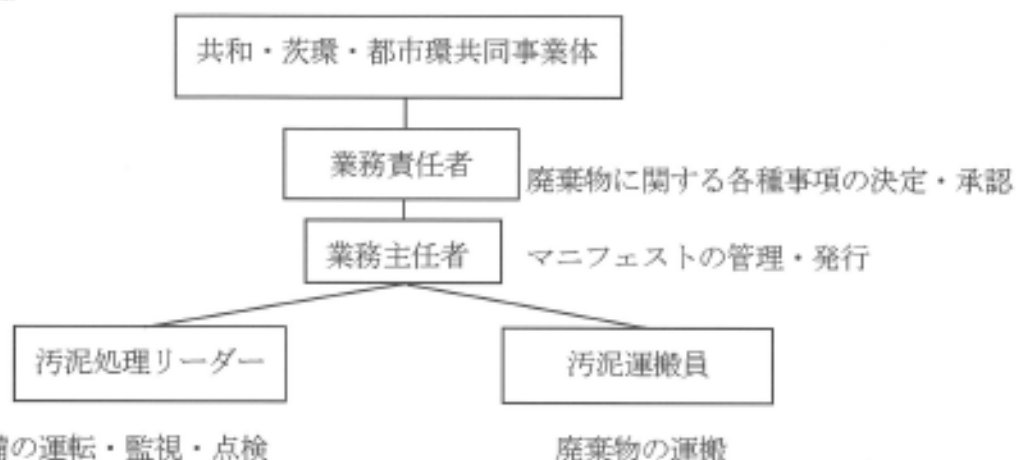 共和・茨環・都市環共同事業体
業務責任者
廃棄物に関する各種事項の決定・承認
業務主任者
マニフェストの管理・発行
汚泥処理リーダー
汚泥運搬員
の運転・監視・点検
廃棄物の運搬